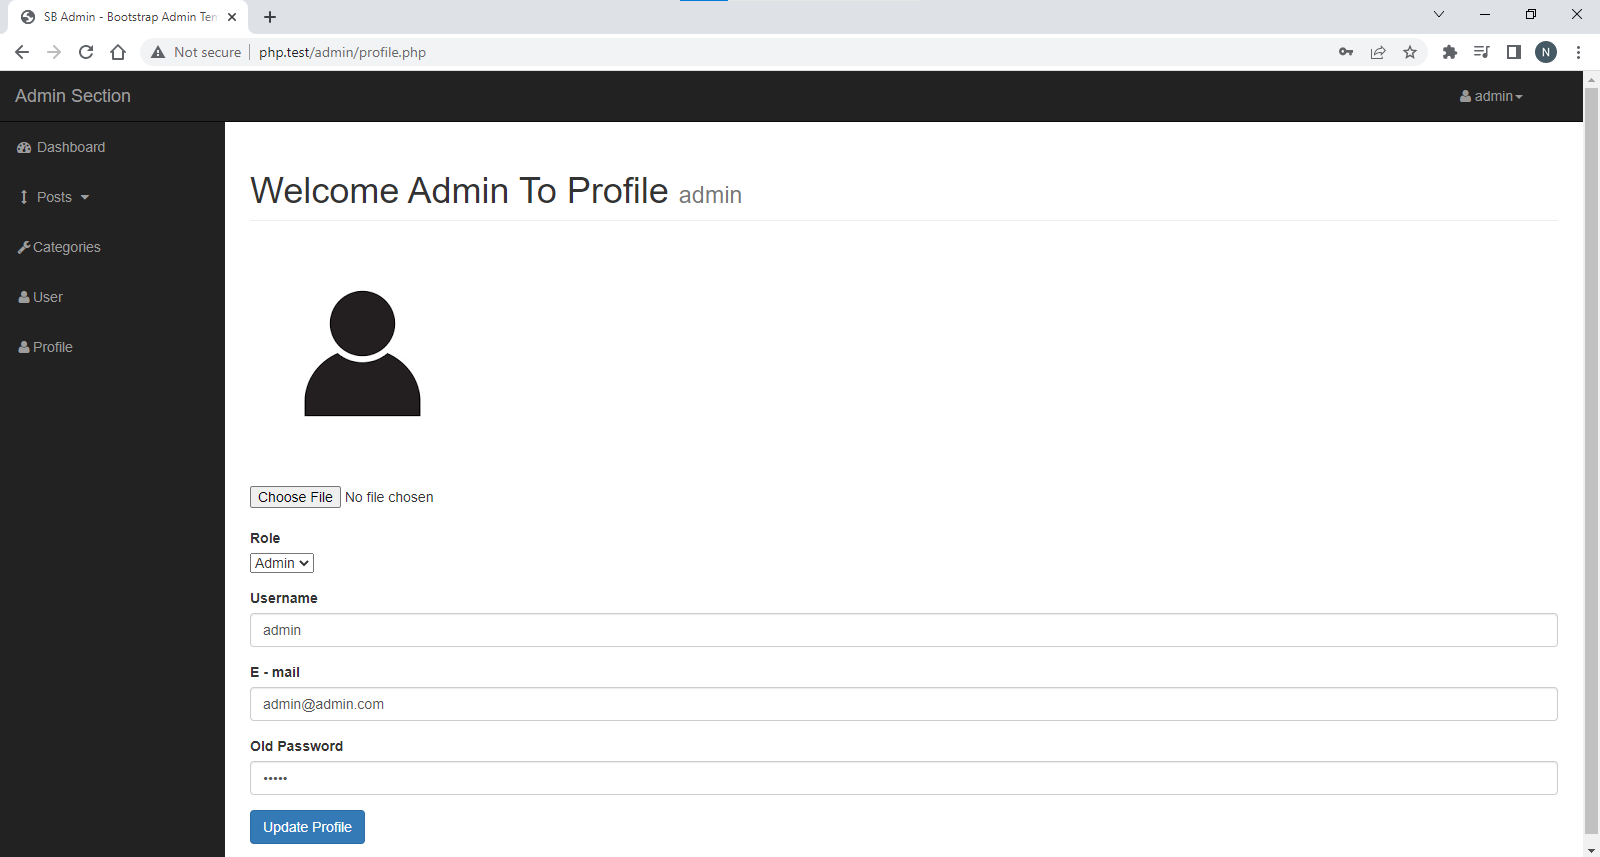 SB Admin - Bootstrap Admin Tem
Not secure php.test/admin/profile.php
N
Admin Section
admin
Dashboard
Posts
Categories
User
Profile
Welcome Admin To Profile admin
Choose File No file chosen
Role
Admin
Username
admin
E - mail
admin@admin.com
Old Password
•••••
Update Profile